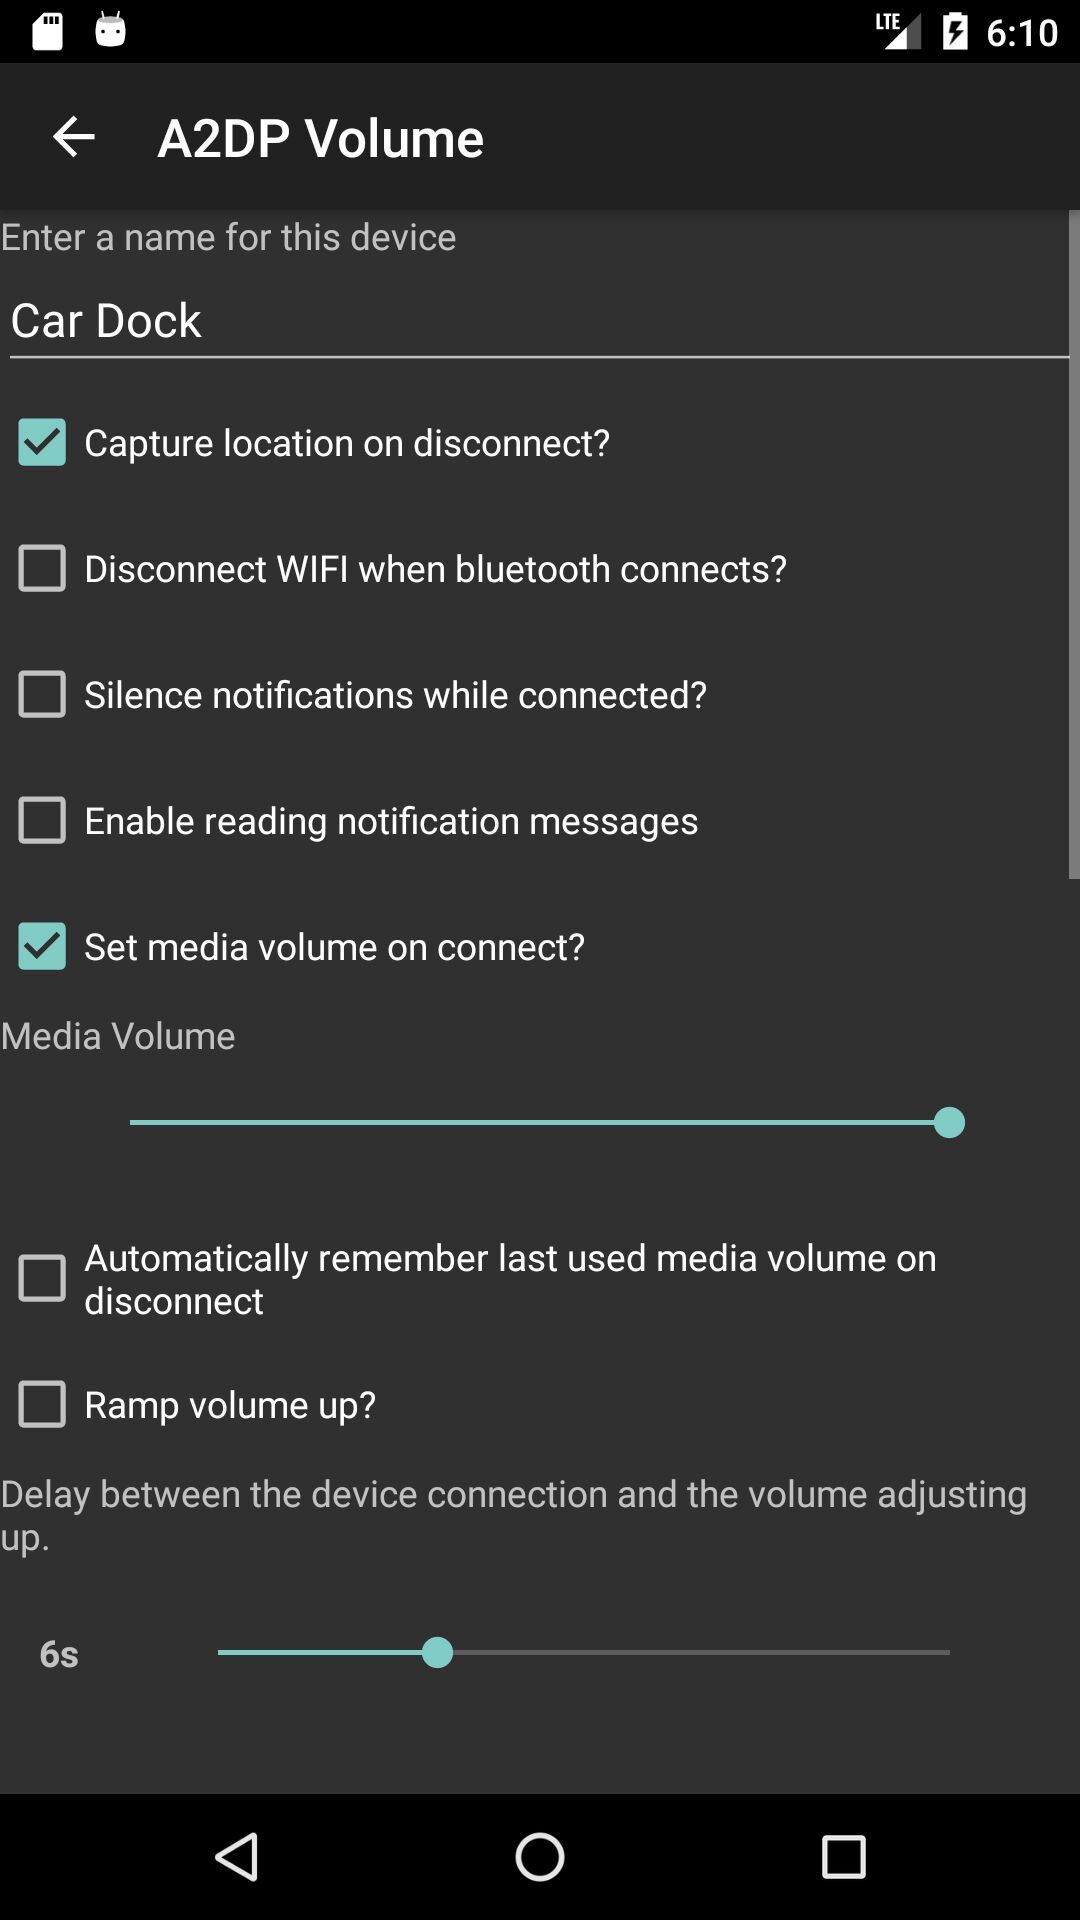 LTE 6:10
A2DP Volume
Enter a name for this device
Car Dock
Capture location on disconnect?
Disconnect WIFI when bluetooth connects?
Silence notifications while connected?
Enable reading notification messages
Set media volume on connect?
Media Volume
Automatically remember last used media volume on
disconnect
Ramp volume up?
Delay between the device connection and the volume adjusting
up.
6s